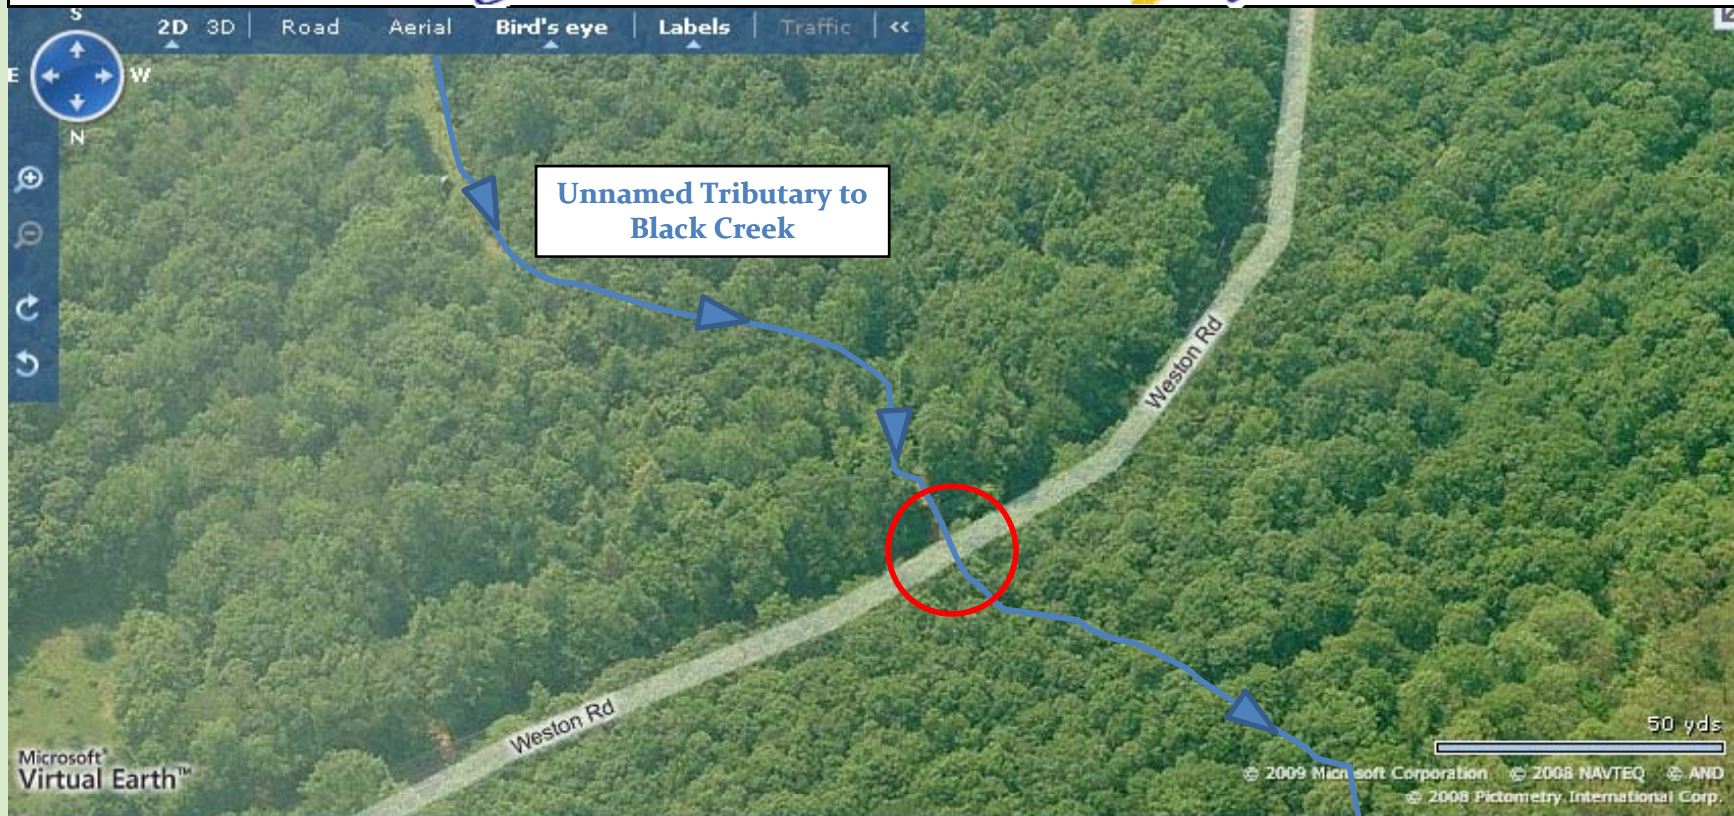 S
2D 3D Road Aerial Bird's eye Labels Traffic <<
E W
N
Unnamed Tributary to
Black Creek
Weston Rd
Weston Rd
50 yds
Microsoft®
Virtual Earth™
© 2009 Microsoft Corporation © 2008 NAVTEQ © AND
© 2008 Pictometry International Corp.